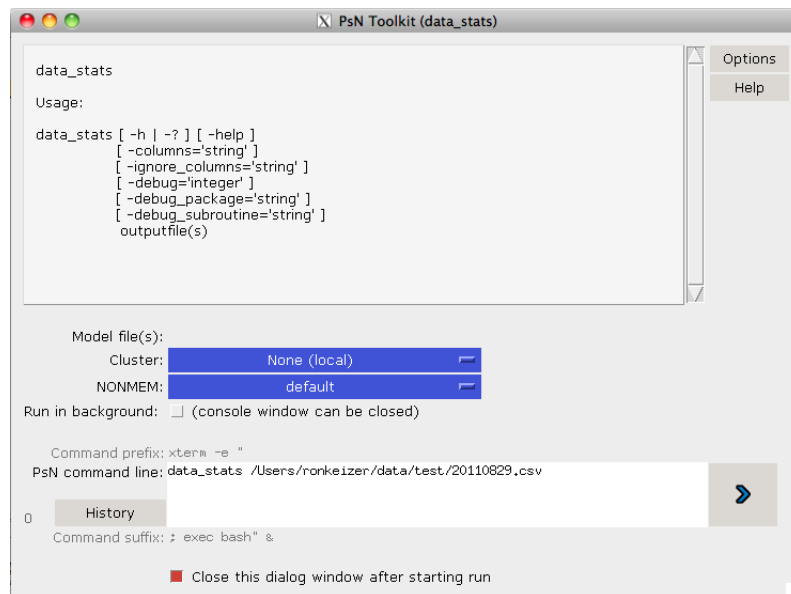 PsN Toolkit (data_stats)
Options
Help
data_stats
Usage:
data_stats [ -h | -? ] [ -help ]
[ -columns='string' ]
[ -ignore_columns='string' ]
[ -debug='integer' ]
[ -debug_package='string' ]
[ -debug_subroutine='string' ]
outputfile(s)
Model file(s):
Cluster: None (local)
NONMEM: default
Run in background: (console window can be closed)
Command prefix: xterm -e "
PsN command line: data_stats /Users/ronkeizer/data/test/20110829.csv
0 History
Command suffix: ; exec bash" &
Close this dialog window after starting run